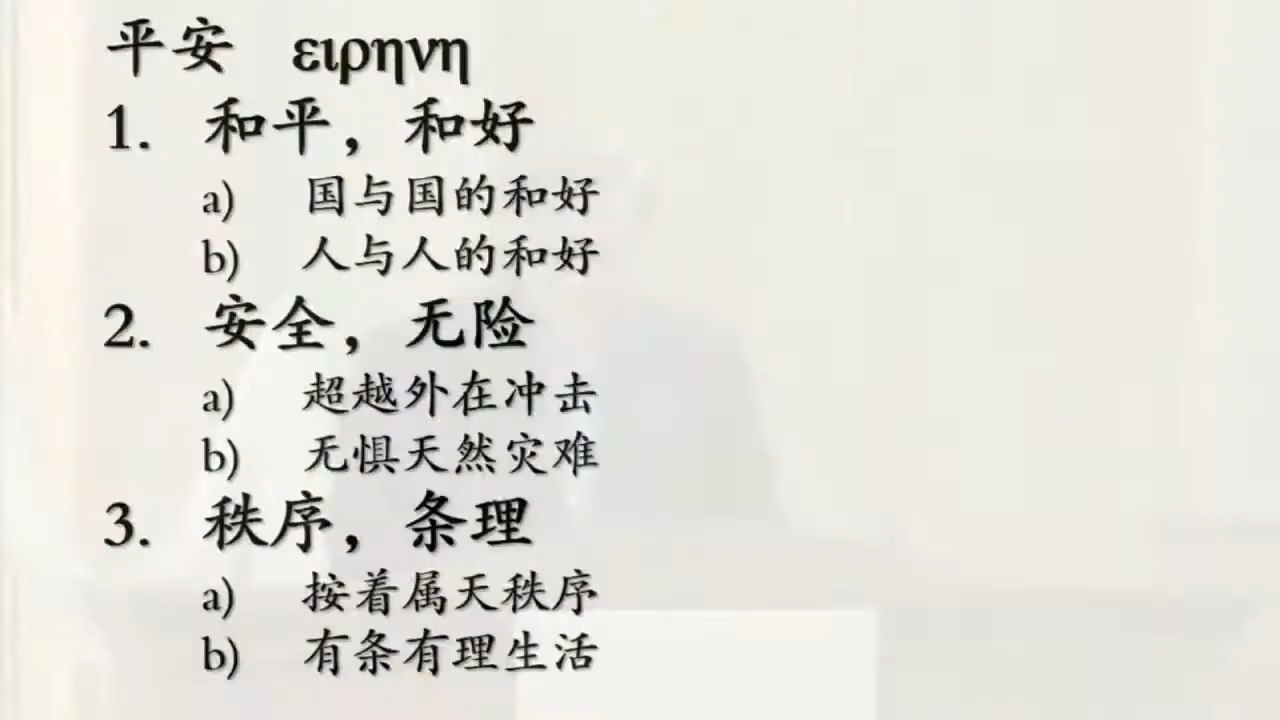 平安 ειρηνη
1. 和平，和好
a) 国与国的和好
b) 人与人的和好
2. 安全，无险
a) 超越外在冲击
b) 无惧天然灾难
3. 秩序，条理
a) 按着属天秩序
b) 有条有理生活